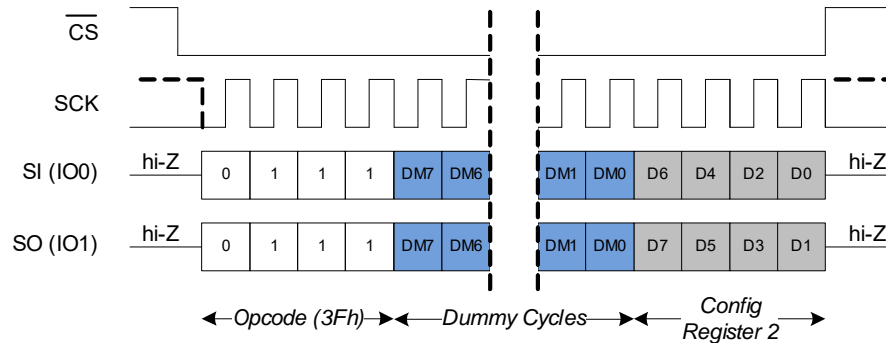 CS
SCK
SI (IO0) hi-Z 0 1 1 1 DM7 DM6 DM1 DM0 D6 D4 D2 D0 hi-Z
SO (IO1) hi-Z 0 1 1 1 DM7 DM6 DM1 DM0 D7 D5 D3 D1 hi-Z
Opcode (3Fh) Dummy Cycles Config
Register 2